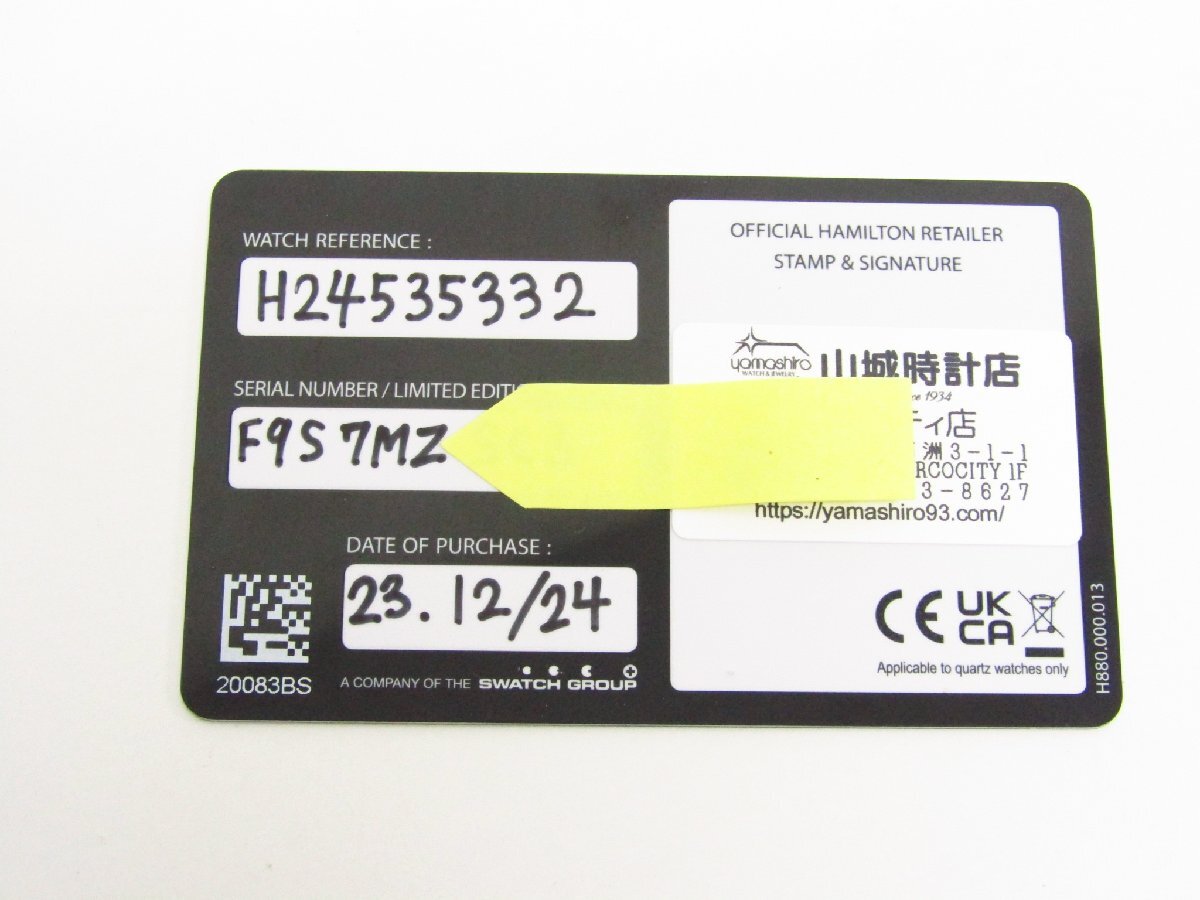 WATCH REFERENCE :
H24535332
SERIAL NUMBER / LIMITED EDITI
F9S7MZ
DATE OF PURCHASE :
23.12/24
20083BS
A COMPANY OF THE SWATCH GROUP
OFFICIAL HAMILTON RETAILER
STAMP & SIGNATURE
yamashiro
WATCH & JEWELRY
山城時計店
1934
ティ店
洲3-1-1
RCOCITY 1F
3-8627
https://yamashiro93.com/
CE UK CA
Applicable to quartz watches only
H880.000.013